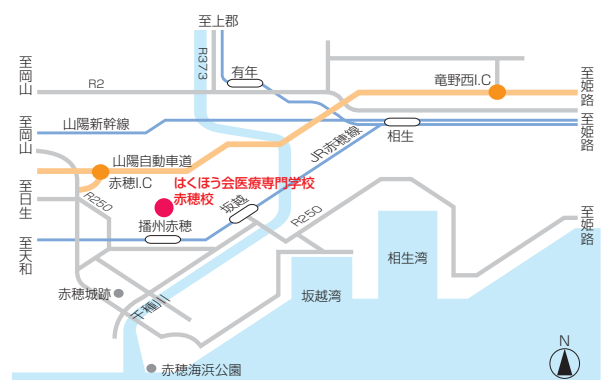 至上郡
R373
有年
竜野西I.C
至岡山
R2
至姫路
山陽新幹線
至岡山
相生
至姫路
JR赤穂線
山陽自動車道
赤穂I.C
はくほう会医療専門学校
赤穂校
至日生
R250
坂越
R250
播州赤穂
至姫路
至大和
相生湾
赤穂城跡
千種川
坂越湾
N
赤穂海浜公園